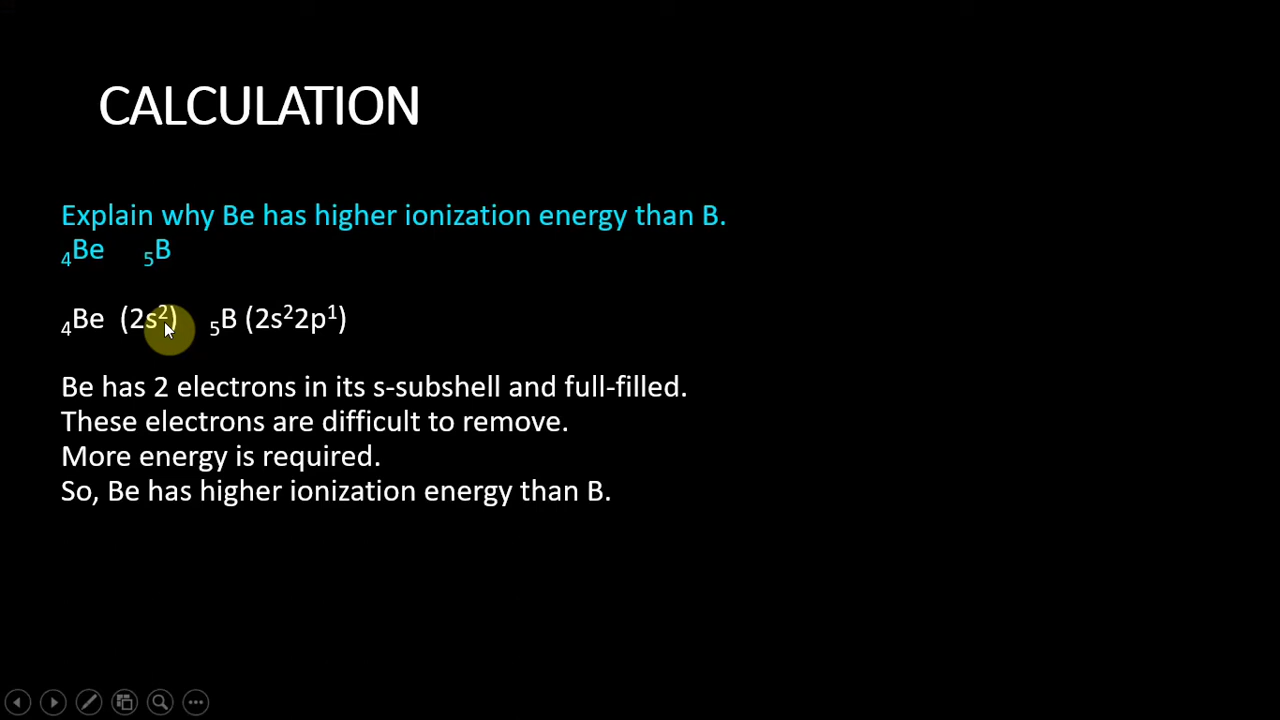 CALCULATION
Explain why Be has higher ionization energy than B.
₄Be ₅B
₄Be (2s²) ₅B (2s²2p¹)
Be has 2 electrons in its s-subshell and full-filled.
These electrons are difficult to remove.
More energy is required.
So, Be has higher ionization energy than B.